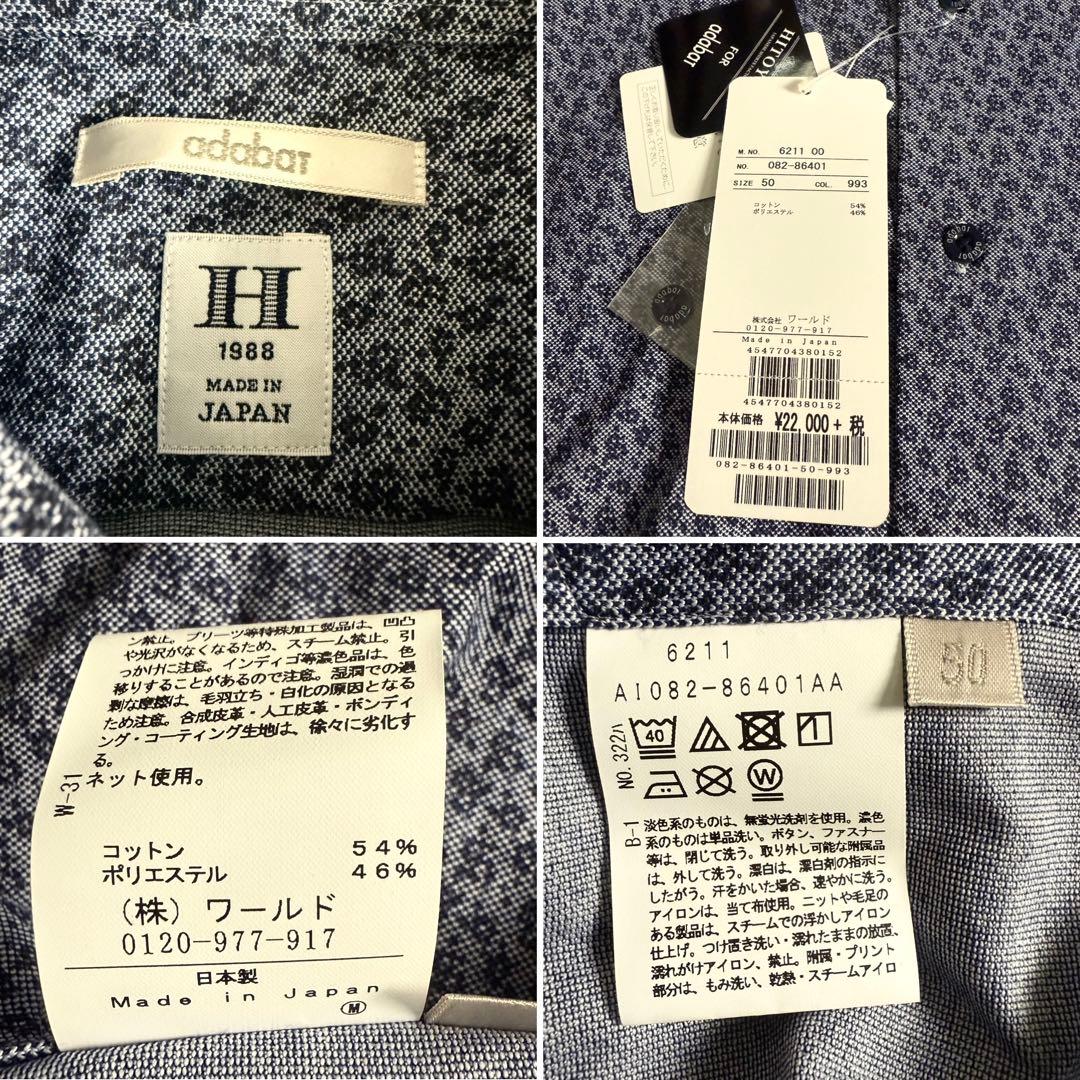 adabat
H
1988
MADE IN
JAPAN
HITOY
FOR
adabat
M. NO. 6211 00
NO. 082-86401
SIZE 50 COL. 993
コットン 54%
ポリエステル 46%
株式会社 ワールド
0120-977-917
Made in Japan
4547704380152
4547704380152
本体価格 ¥22,000+ 税
082-86401-50-993
adabat
adabat
ン禁止。プリーツ等特殊加工製品は、凹凸
や光沢がなくなるため、スチーム禁止。引
っかけに注意。インディゴ等濃色品は、色
移りすることがあるので注意。湿潤での過
剰な摩擦は、毛羽立ち・白化の原因となる
ため注意。合成皮革・人工皮革・ボンディ
ング・コーティング生地は、徐々に劣化す
る。
W-31
ネット使用。
コットン 54%
ポリエステル 46%
(株) ワールド
0120-977-917
日本製
Made in Japan
M
6211
AI082-86401AA
50
NO. 322ハ
40
W
B-1
淡色系のものは、無蛍光洗剤を使用。濃色
系のものは単品洗い。ボタン、ファスナー
等は、閉じて洗う。取り外し可能な附属品
は、外して洗う。漂白は、漂白剤の指示に
したがう。汗をかいた場合、速やかに洗う。
アイロンは、当て布使用。ニットや毛足の
ある製品は、スチームでの浮かしアイロン
仕上げ。つけ置き洗い・濡れたままの放置、
濡れがけアイロン、禁止。附属・プリント
部分は、もみ洗い、乾熱・スチームアイロ